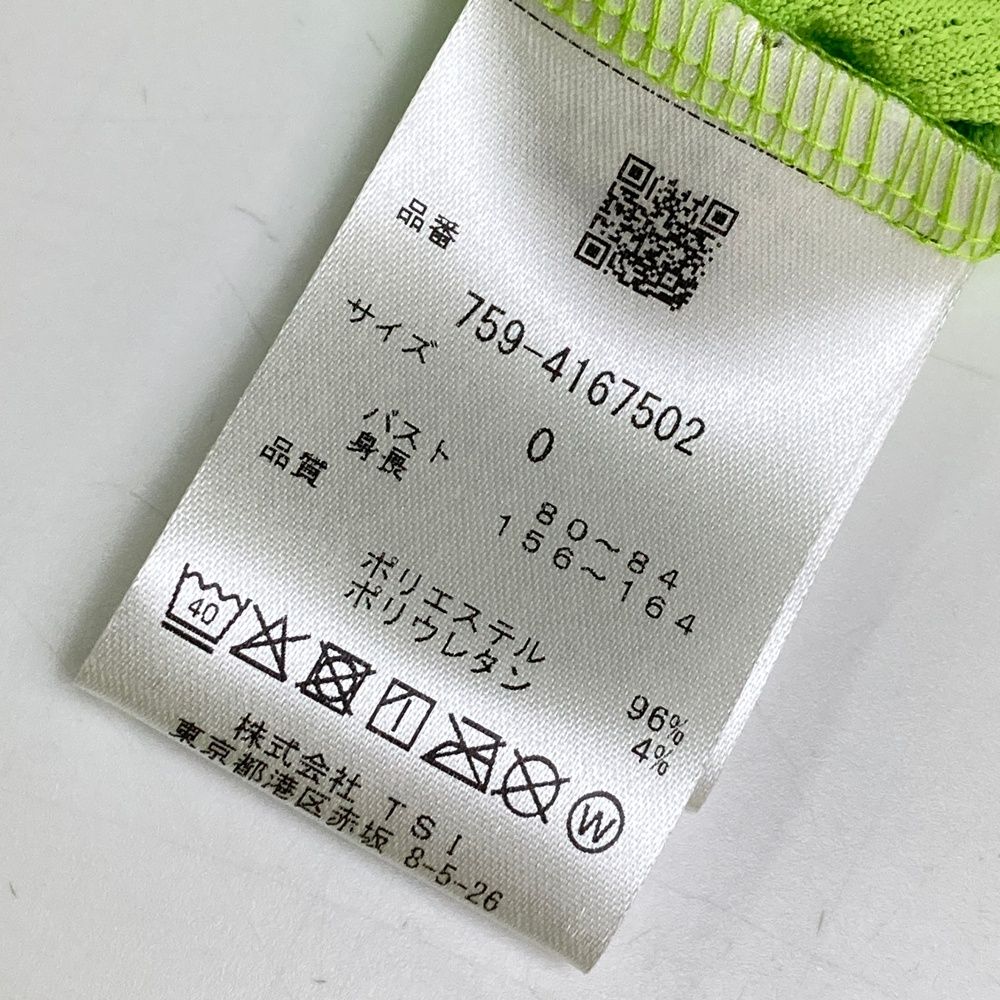 品番
759-4167502
サイズ
0
バスト 80～84
身長 156～164
品質
ポリエステル 96%
ポリウレタン 4%
40
W
株式会社 TSI
東京都港区赤坂 8-5-26